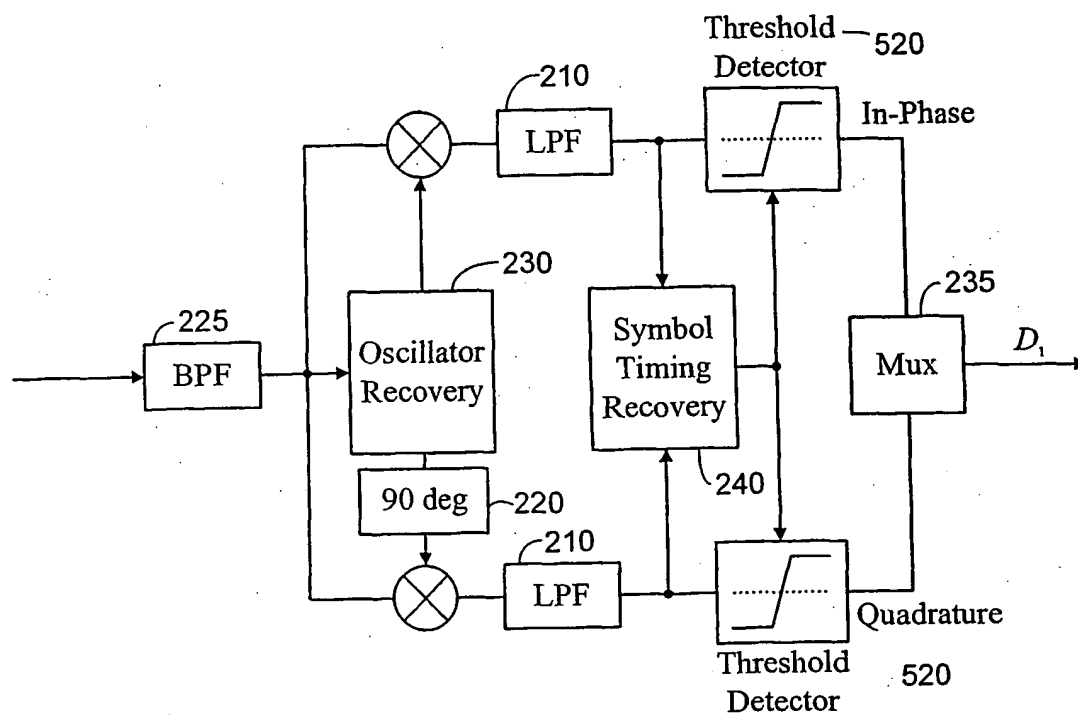 Threshold
Detector
520
210
LPF
In-Phase
230
Oscillator
Recovery
225
BPF
Symbol
Timing
Recovery
235
Mux
D₁
240
90 deg
220
210
LPF
Quadrature
Threshold
Detector
520